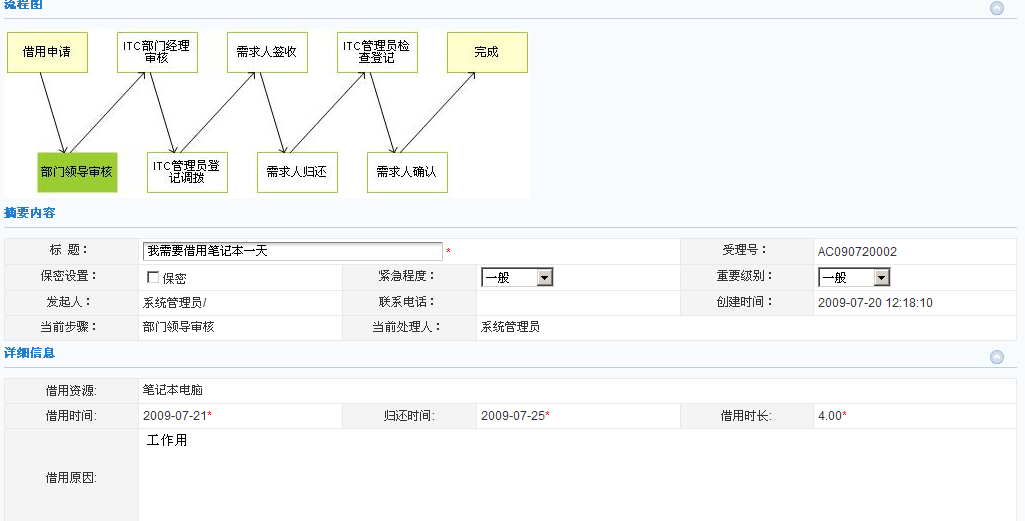 流程图
借用申请
ITC部门经理
审核
需求人签收
ITC管理员检
查登记
完成
部门领导审核
ITC管理员登
记调拨
需求人归还
需求人确认
摘要内容
标 题： 我需要借用笔记本一天 * 受理号： AC090720002
保密设置： 保密 紧急程度： 一般 重要级别： 一般
发起人： 系统管理员/ 联系电话： 创建时间： 2009-07-20 12:18:10
当前步骤： 部门领导审核 当前处理人： 系统管理员
详细信息
借用资源: 笔记本电脑
借用时间: 2009-07-21* 归还时间: 2009-07-25* 借用时长: 4.00*
工作用
借用原因: